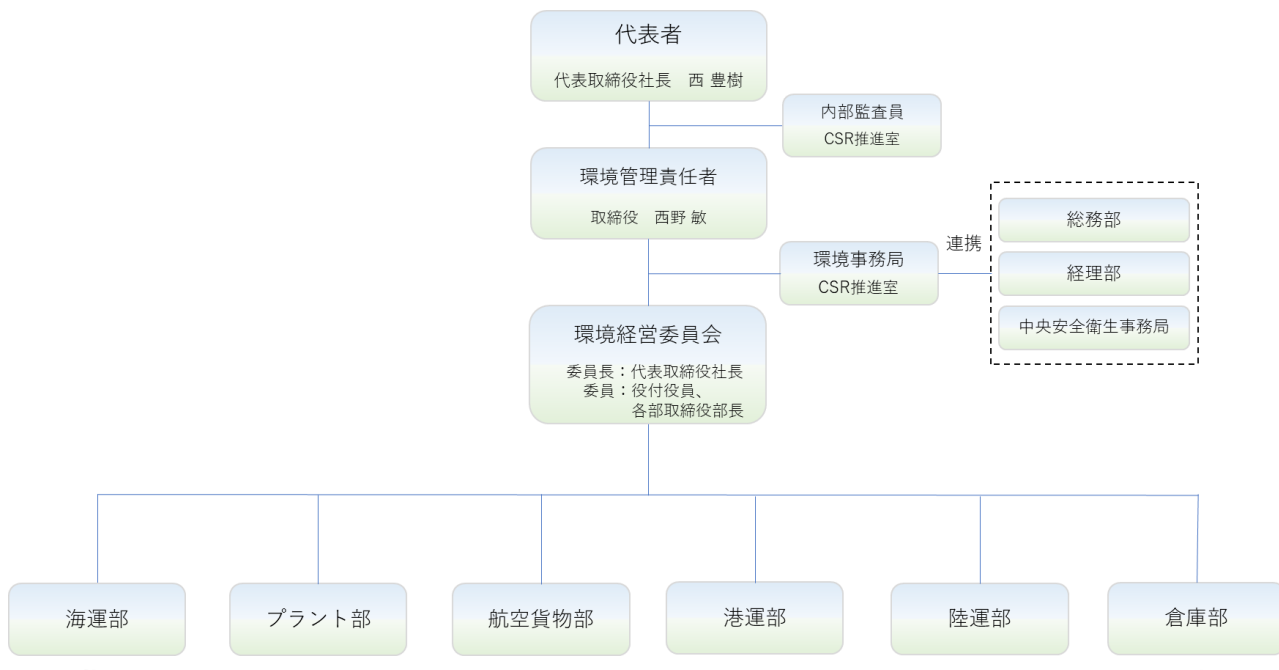 代表者
代表取締役社長　西 豊樹
内部監査員
CSR推進室
環境管理責任者
取締役　西野 敏
環境事務局
CSR推進室
連携
総務部
経理部
中央安全衛生事務局
環境経営委員会
委員長：代表取締役社長
委員：役付役員、
各部取締役部長
海運部
プラント部
航空貨物部
港運部
陸運部
倉庫部